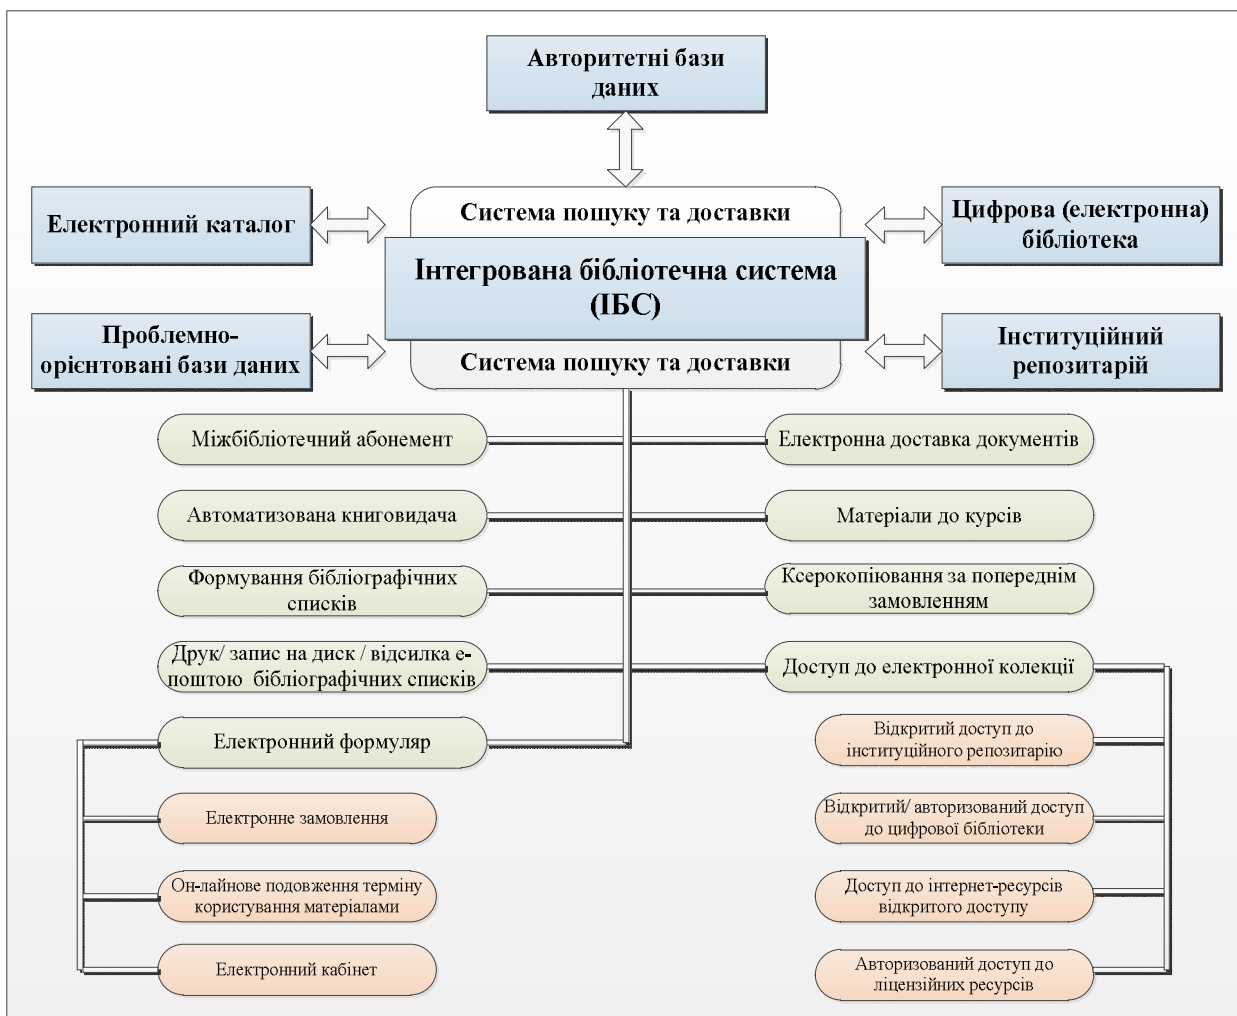 Авторитетні бази
даних
Система пошуку та доставки
Електронний каталог
Цифрова (електронна)
бібліотека
Інтегрована бібліотечна система
(ІБС)
Проблемно-
орієнтовані бази даних
Інституційний
репозитарій
Система пошуку та доставки
Міжбібліотечний абонемент
Електронна доставка документів
Автоматизована книговидача
Матеріали до курсів
Формування бібліографічних
списків
Ксерокопіювання за попереднім
замовленням
Друк/ запис на диск / відсилка е-
поштою бібліографічних списків
Доступ до електронної колекції
Електронний формуляр
Відкритий доступ до
інституційного репозитарію
Електронне замовлення
Відкритий/ авторизований доступ
до цифрової бібліотеки
Он-лайнове подовження терміну
користування матеріалами
Доступ до інтернет-ресурсів
відкритого доступу
Електронний кабінет
Авторизований доступ до
ліцензійних ресурсів